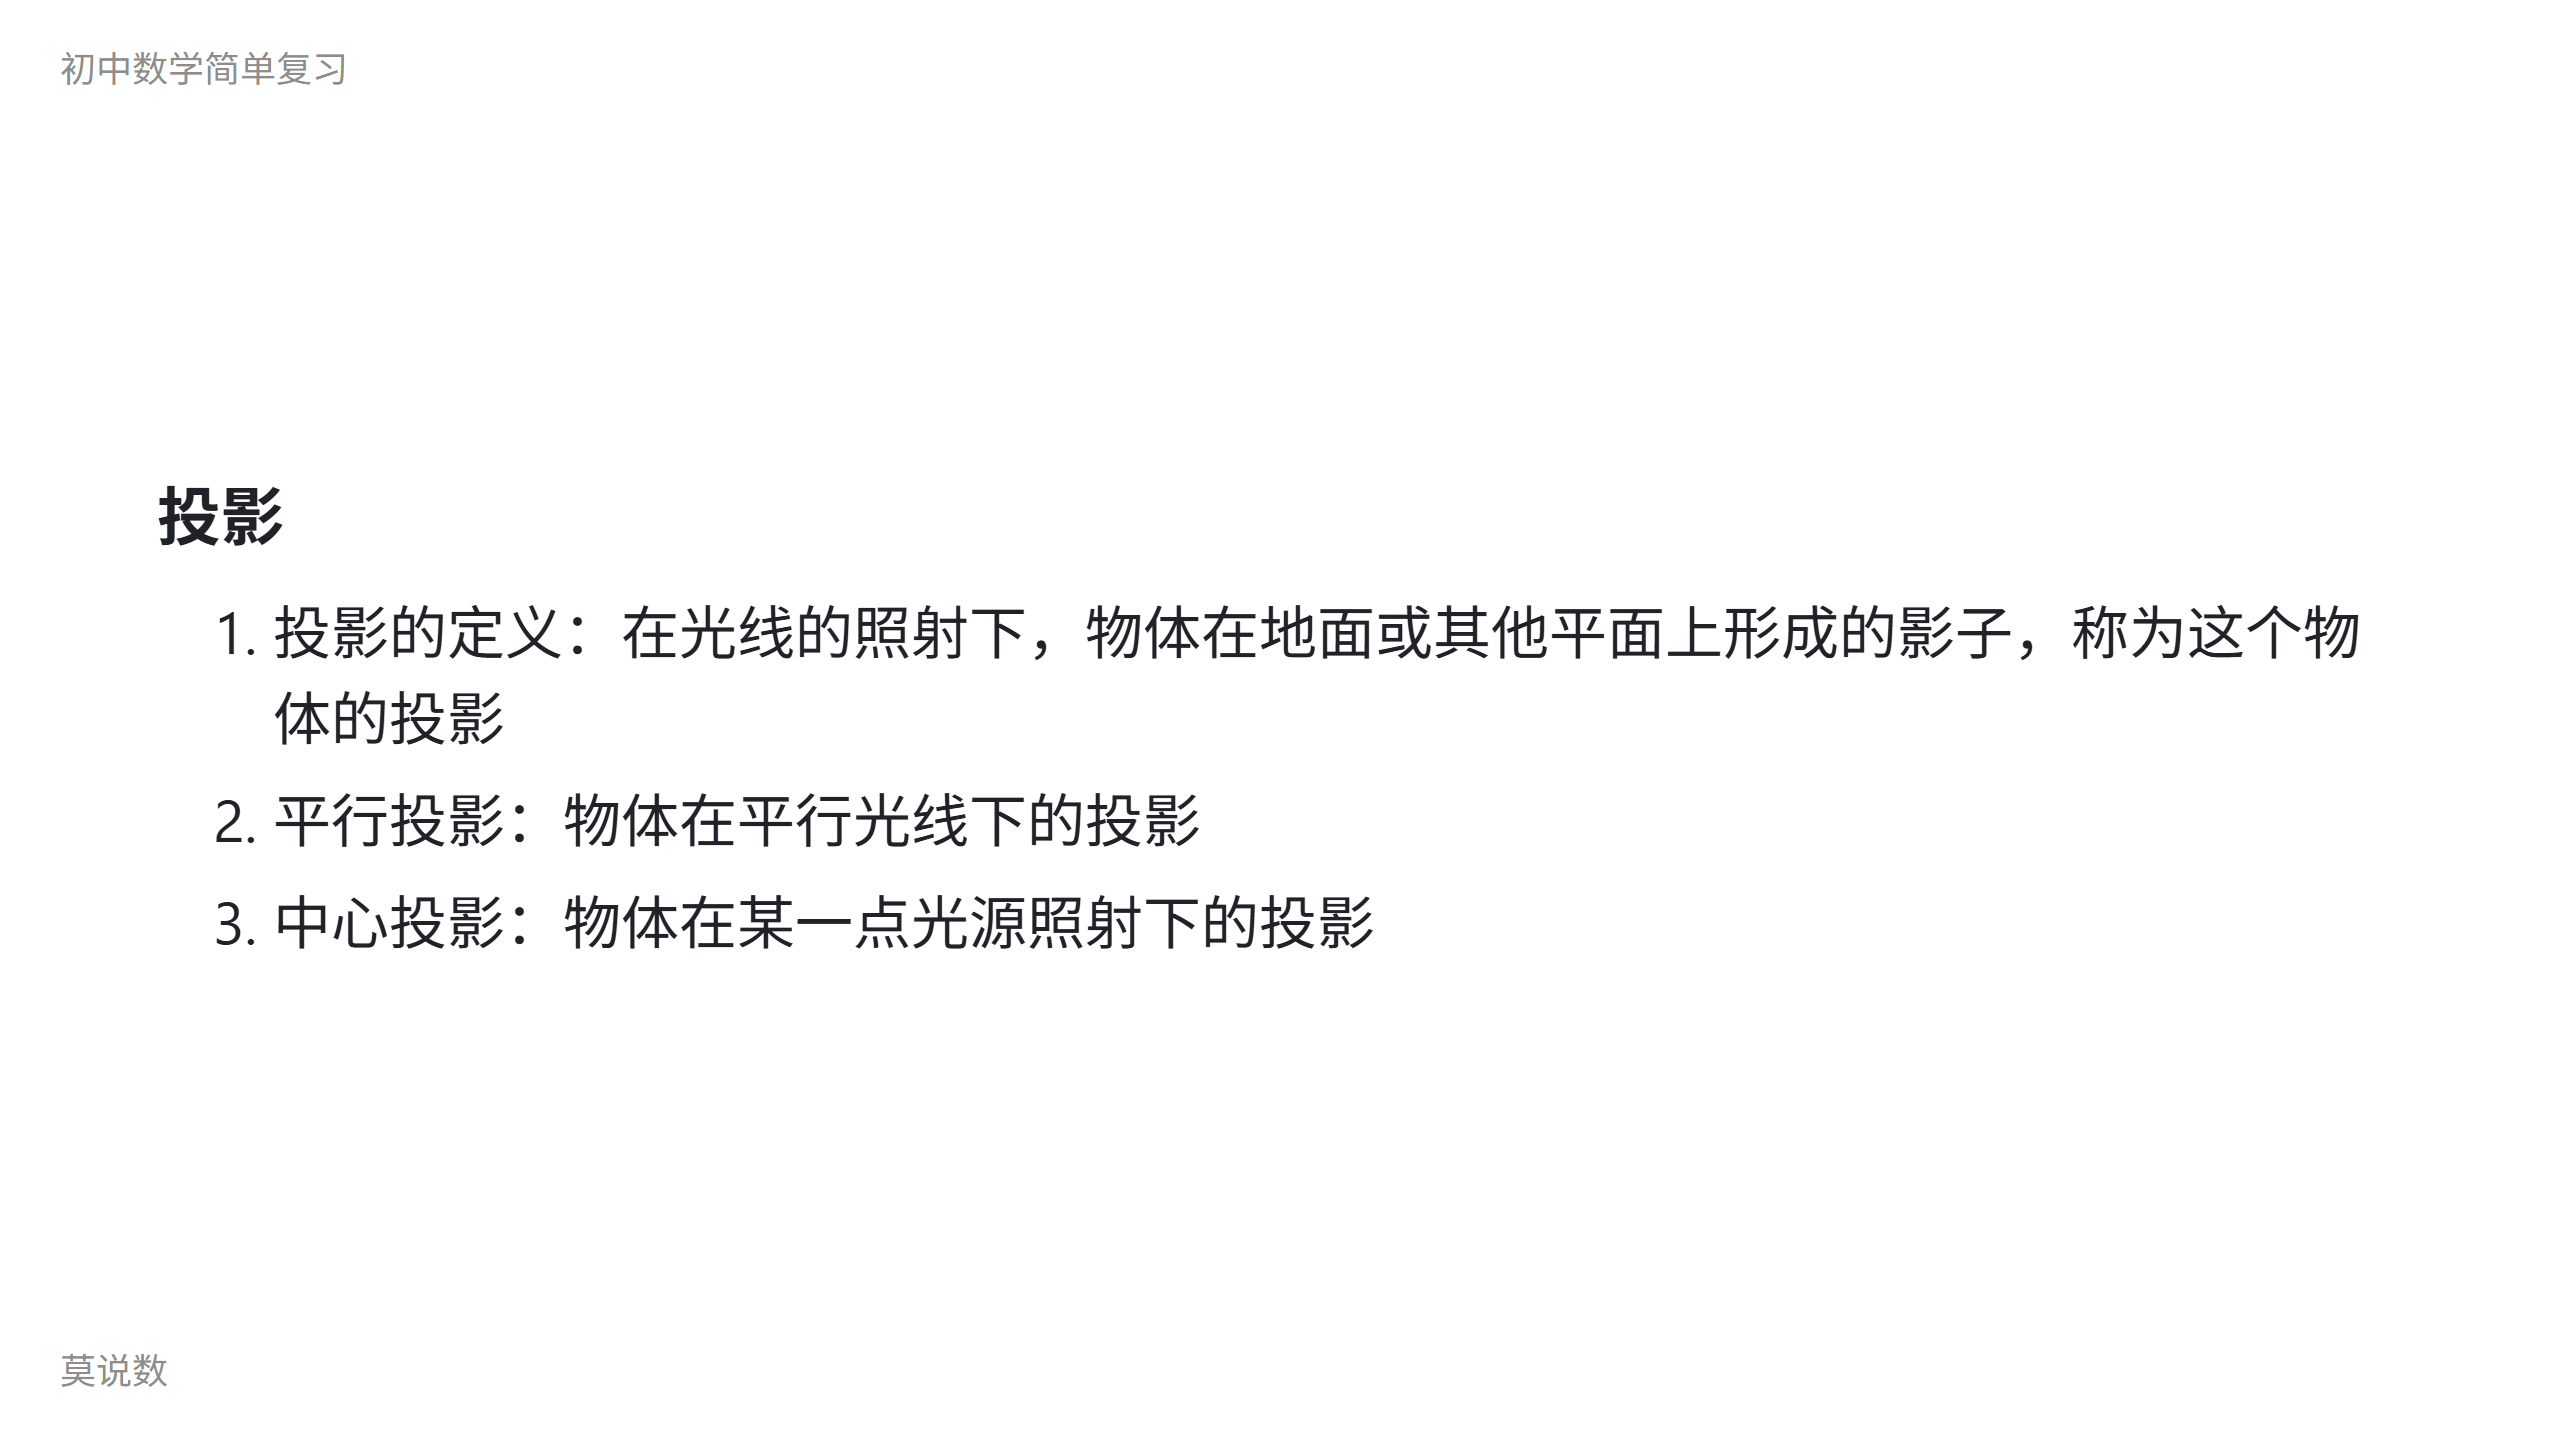 初中数学简单复习
投影
1. 投影的定义：在光线的照射下，物体在地面或其他平面上形成的影子，称为这个物
体的投影
2. 平行投影：物体在平行光线下的投影
3. 中心投影：物体在某一点光源照射下的投影
莫说数